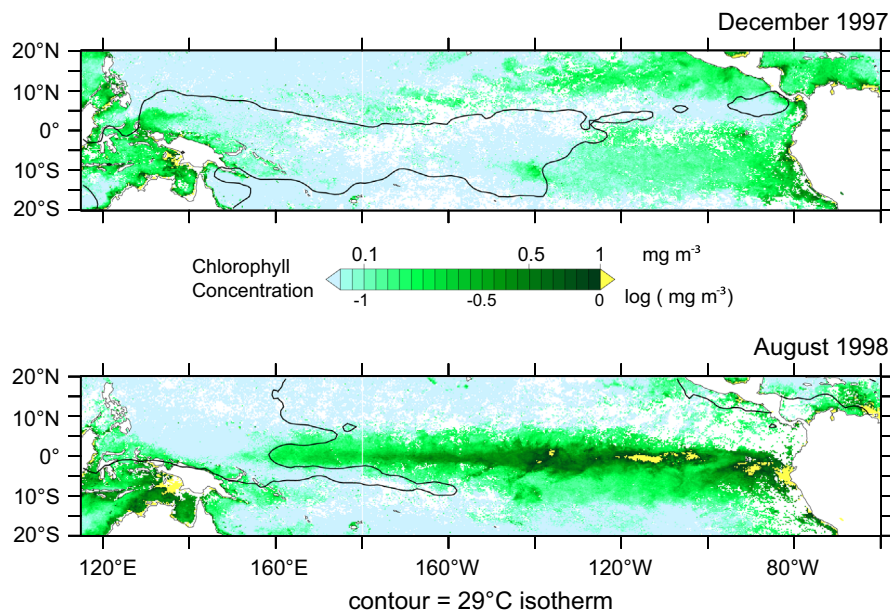 December 1997
20°N
10°N
0°
10°S
20°S
Chlorophyll
Concentration
0.1 0.5 1 mg m⁻³
-1 -0.5 0 log ( mg m⁻³)
August 1998
20°N
10°N
0°
10°S
20°S
120°E 160°E 160°W 120°W 80°W
contour = 29°C isotherm